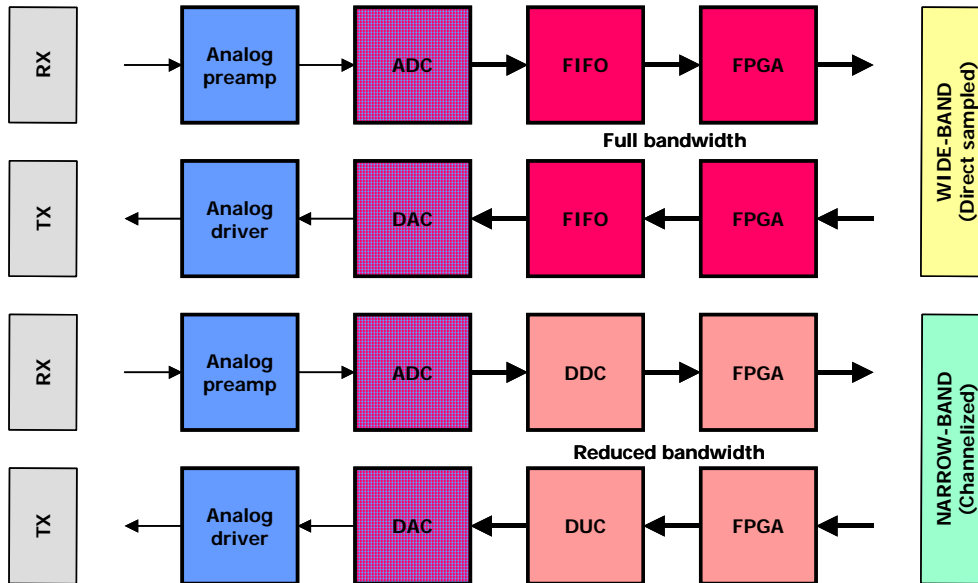 RX
Analog
preamp
ADC
FIFO
FPGA
Full bandwidth
TX
Analog
driver
DAC
FIFO
FPGA
WIDE-BAND
(Direct sampled)
RX
Analog
preamp
ADC
DDC
FPGA
Reduced bandwidth
TX
Analog
driver
DAC
DUC
FPGA
NARROW-BAND
(Channelized)